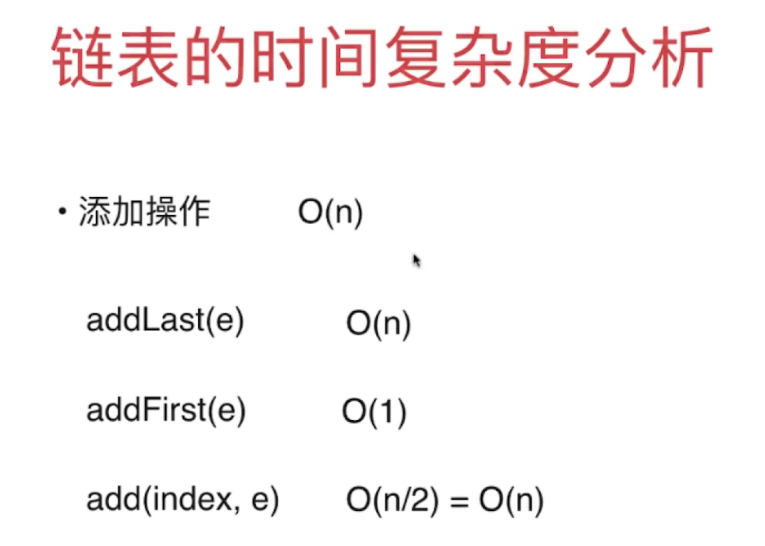 链表的时间复杂度分析
• 添加操作 O(n)
addLast(e) O(n)
addFirst(e) O(1)
add(index, e) O(n/2) = O(n)